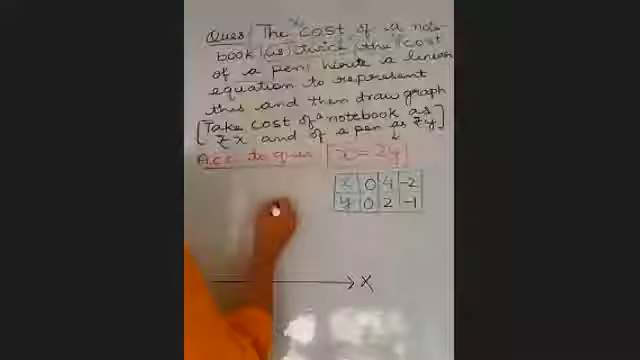 Ques. The cost of a note-
x
book is twice the cost
of a pen. Write a linear
equation to represent
this and then draw graph
[Take cost of a notebook as
₹ x and of a pen as ₹ y]
Acc. to ques x = 2y
x 0 4 -2
y 0 2 -1
X